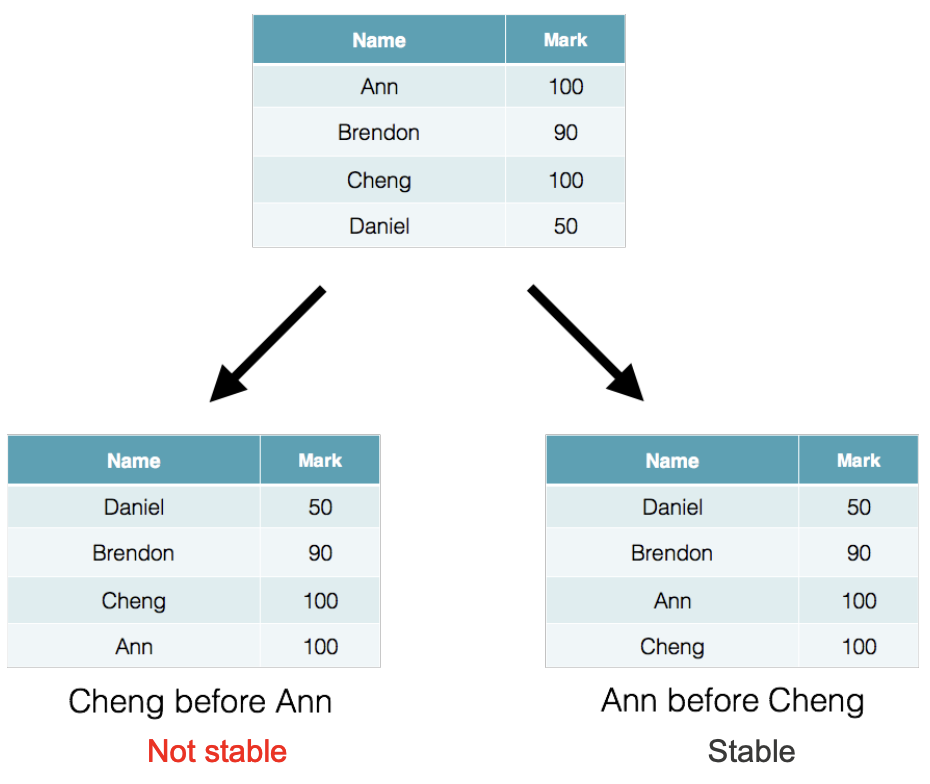 Name Mark
Ann 100
Brendon 90
Cheng 100
Daniel 50
Name Mark
Daniel 50
Brendon 90
Cheng 100
Ann 100
Cheng before Ann
Not stable
Name Mark
Daniel 50
Brendon 90
Ann 100
Cheng 100
Ann before Cheng
Stable